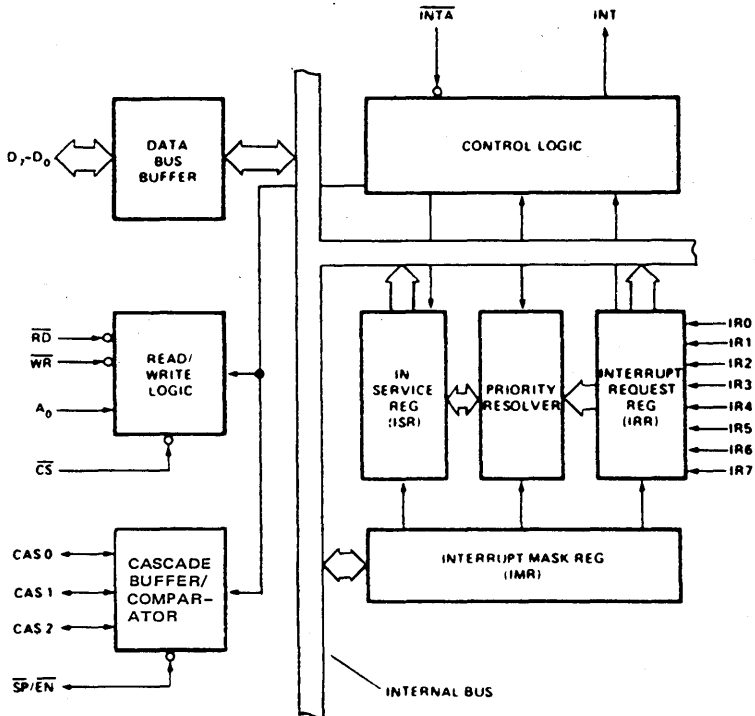 INTA
INT
D7-D0
DATA
BUS
BUFFER
CONTROL LOGIC
RD
WR
A0
CS
READ/
WRITE
LOGIC
IN
SERVICE
REG
(ISR)
PRIORITY
RESOLVER
INTERRUPT
REQUEST
REG
(IRR)
IR0
IR1
IR2
IR3
IR4
IR5
IR6
IR7
CAS 0
CAS 1
CAS 2
SP/EN
CASCADE
BUFFER/
COMPAR-
ATOR
INTERRUPT MASK REG
(IMR)
INTERNAL BUS